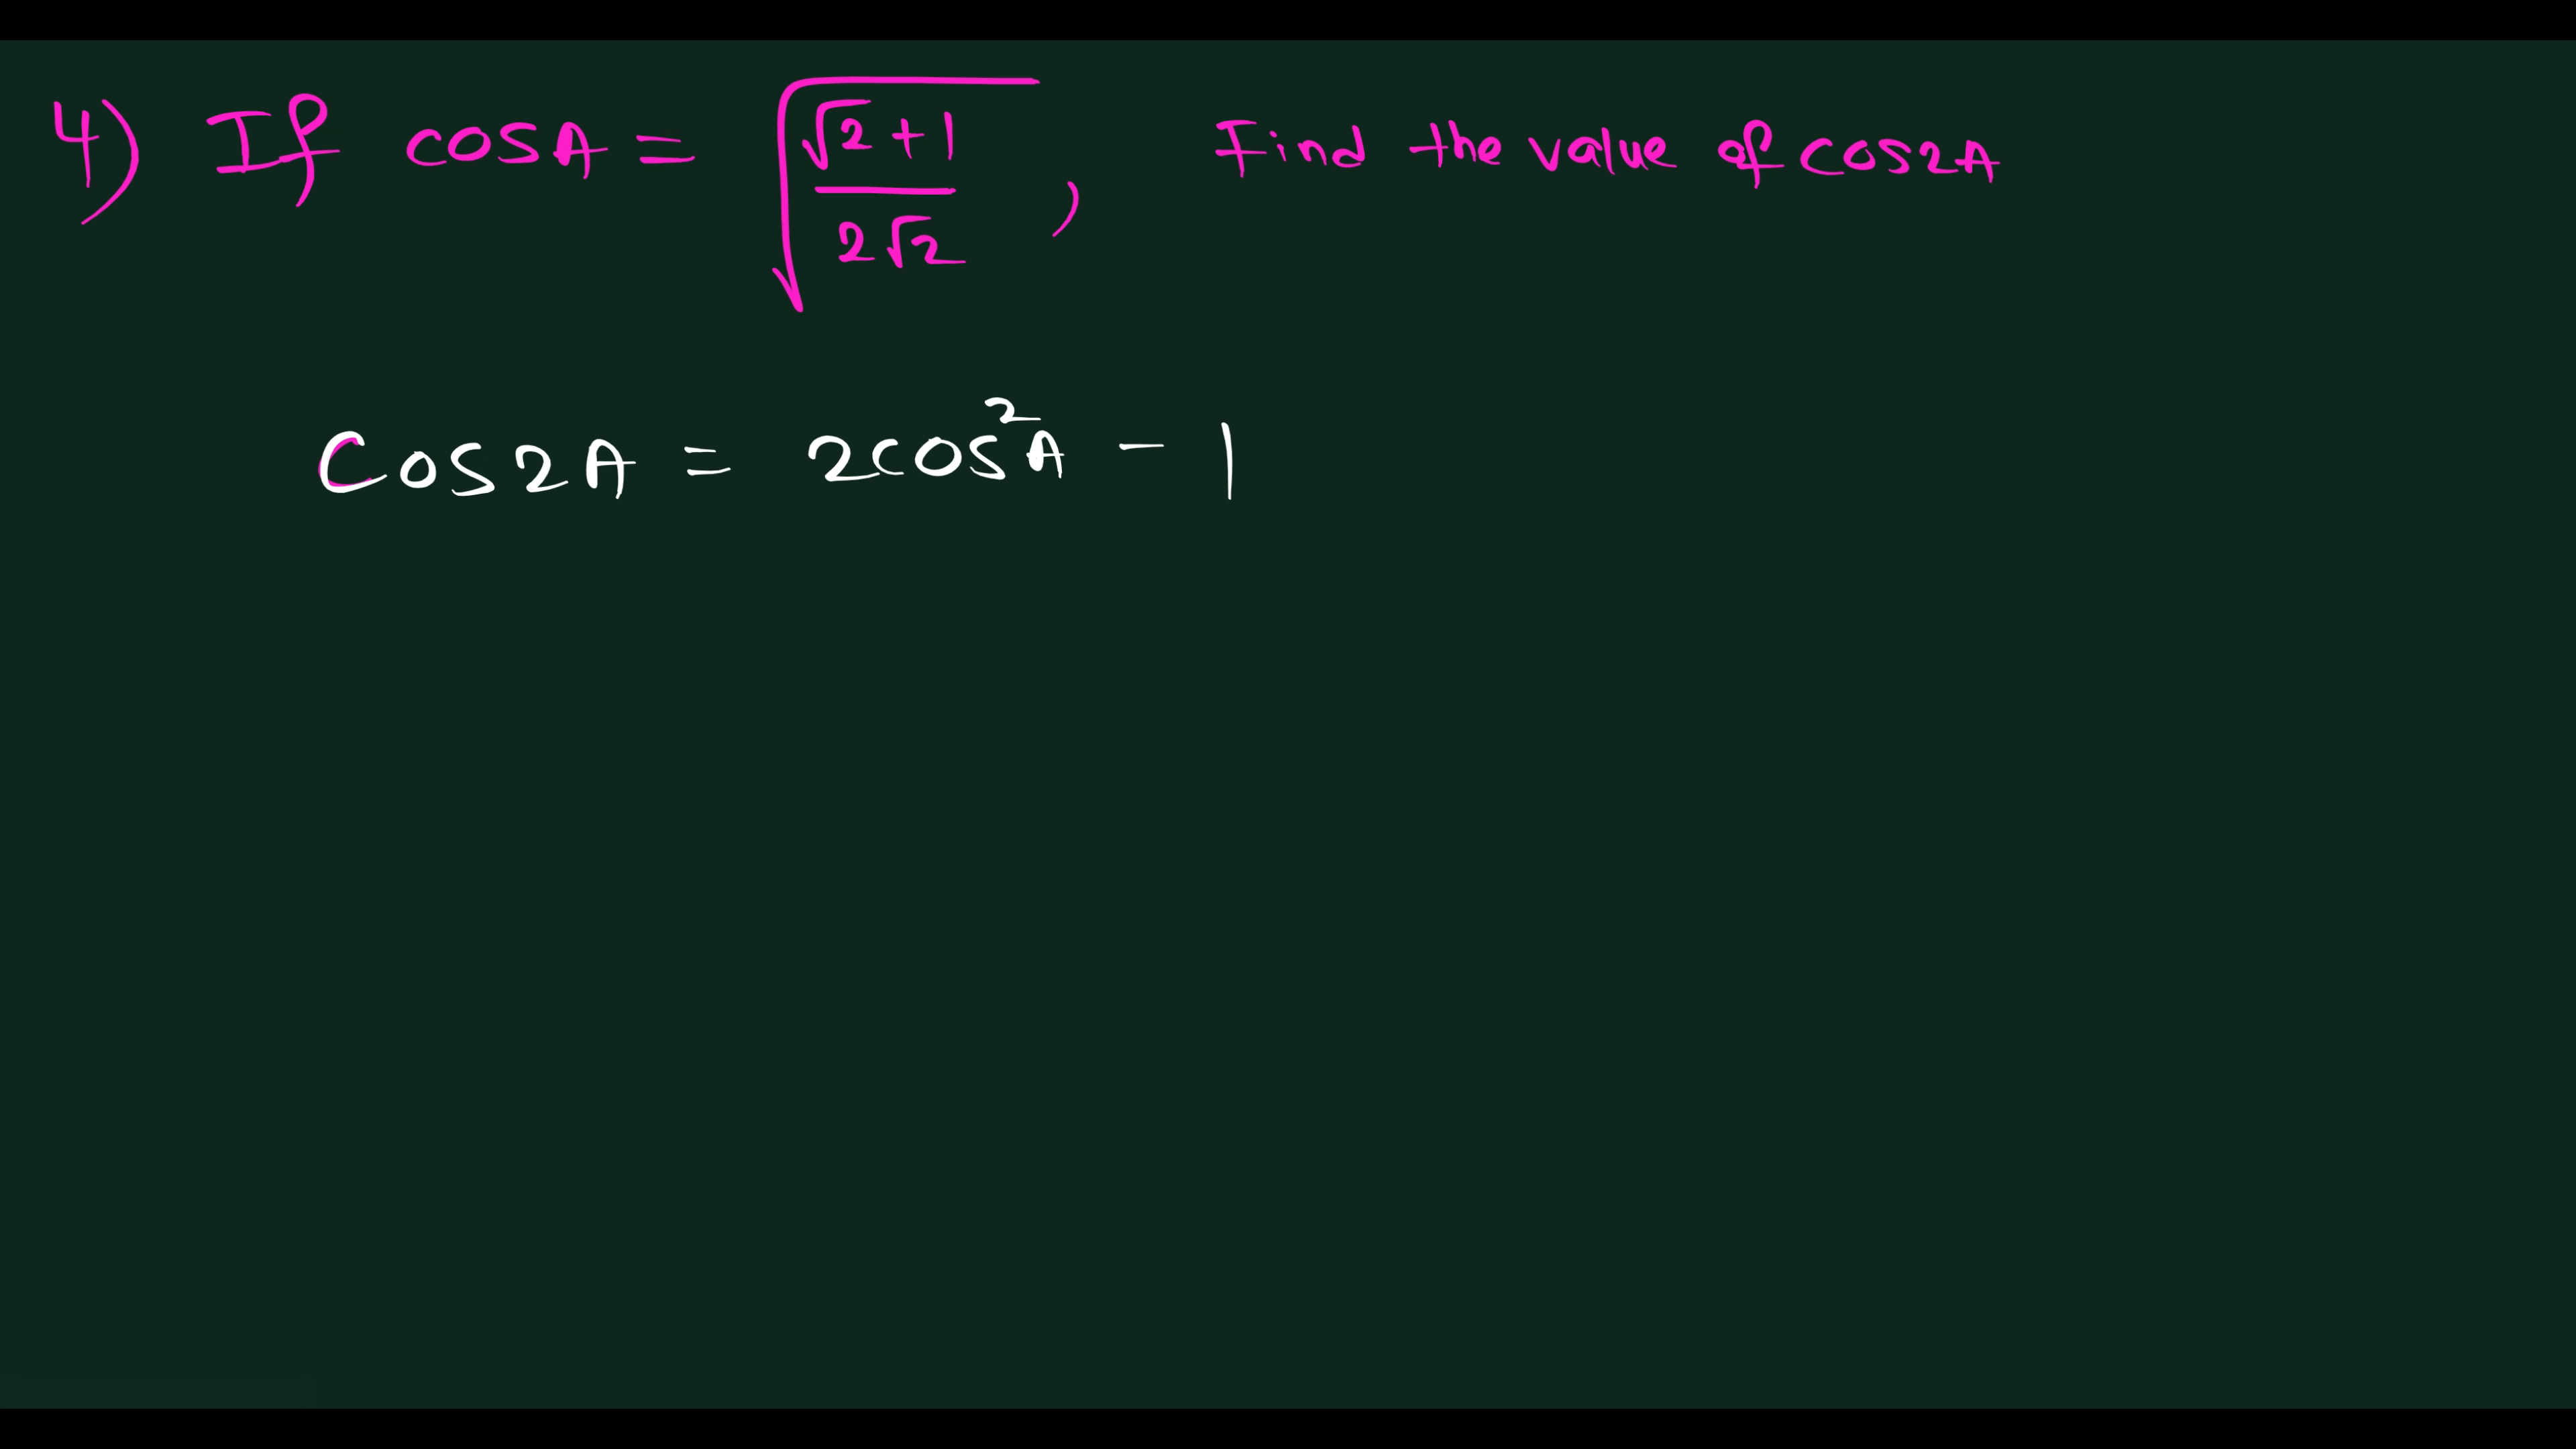 4) If cosA = √((√2 + 1)/(2√2)), Find the value of cos2A
Cos2A = 2cos²A - 1